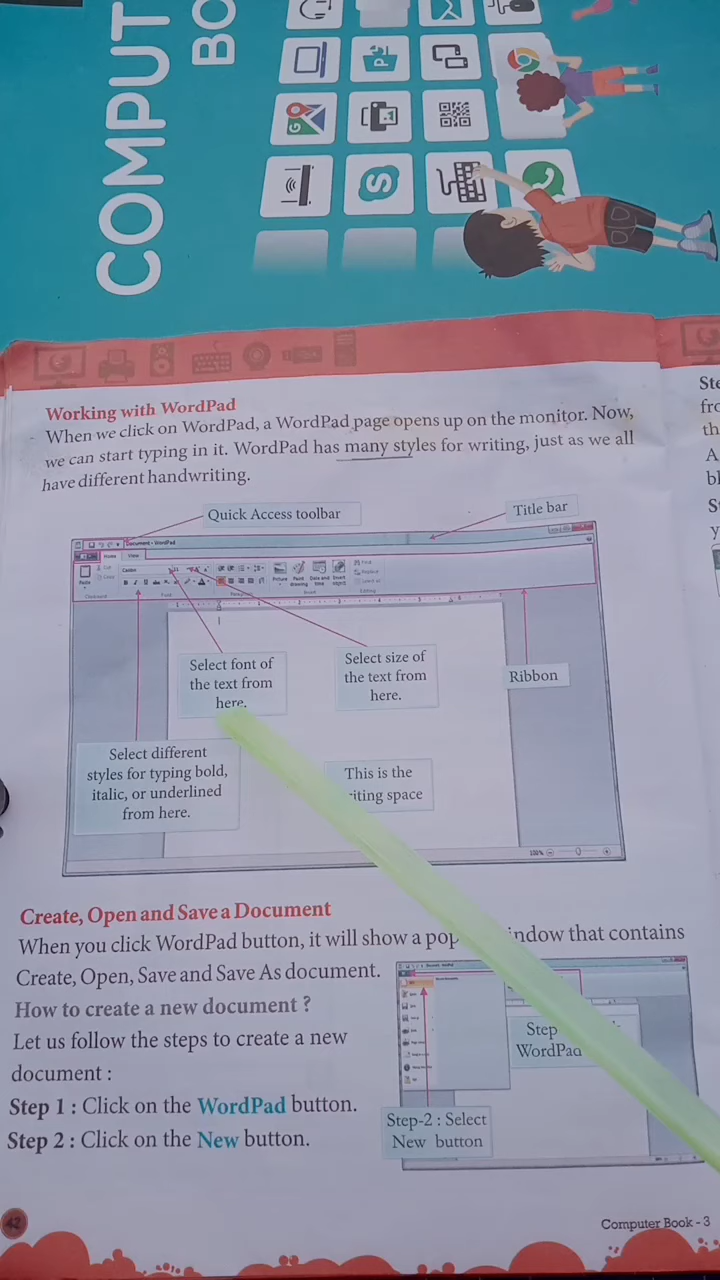 COMPUT
BO
Working with WordPad
When we click on WordPad, a WordPad page opens up on the monitor. Now,
we can start typing in it. WordPad has many styles for writing, just as we all
have different handwriting.
Quick Access toolbar
Title bar
Document - WordPad
Home View
Calibri
Select font of
the text from
here.
Select size of
the text from
here.
Ribbon
Select different
styles for typing bold,
italic, or underlined
from here.
This is the
space
100%
Create, Open and Save a Document
When you click WordPad button, it will show a pop that contains
Create, Open, Save and Save As document.
How to create a new document ?
Let us follow the steps to create a new
document :
Step 1 : Click on the WordPad button.
Step 2 : Click on the New button.
Step
WordPad
Step-2 : Select
New button
42
Computer Book - 3